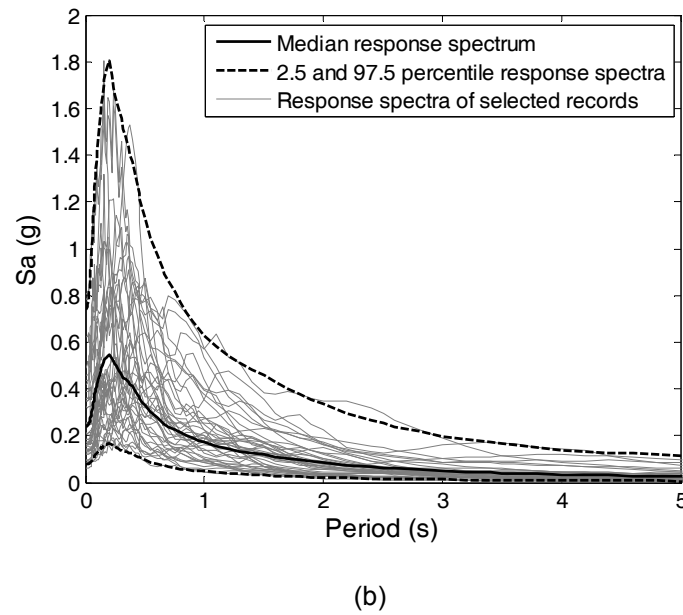 2
1.8
1.6
1.4
1.2
1
0.8
0.6
0.4
0.2
0
Sa (g)
Median response spectrum
2.5 and 97.5 percentile response spectra
Response spectra of selected records
0 1 2 3 4 5
Period (s)
(b)